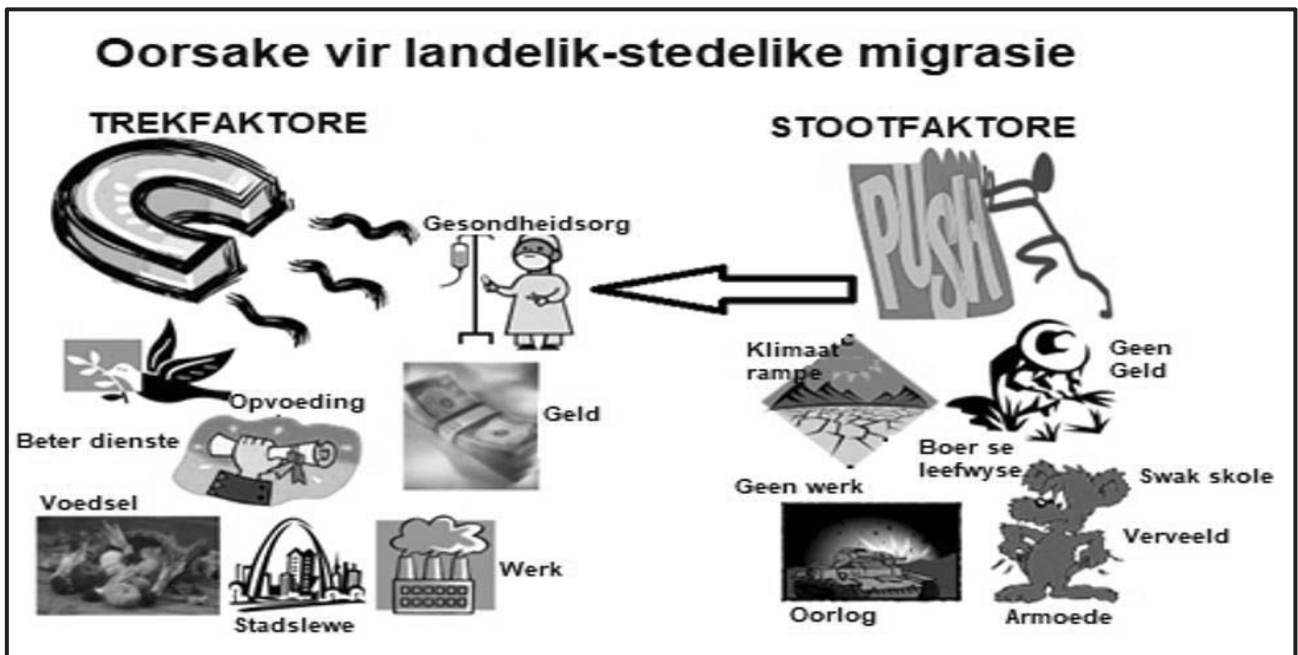 Oorsake vir landelik-stedelike migrasie
TREKFAKTORE
Gesondheidsorg
Opvoeding
Beter dienste
Geld
Voedsel
Stadslewe
Werk
STOOTFAKTORE
PUSH
Klimaat
rampe
Geen
Geld
Boer se
leefwyse
Geen werk
Swak skole
Verveeld
Oorlog
Armoede